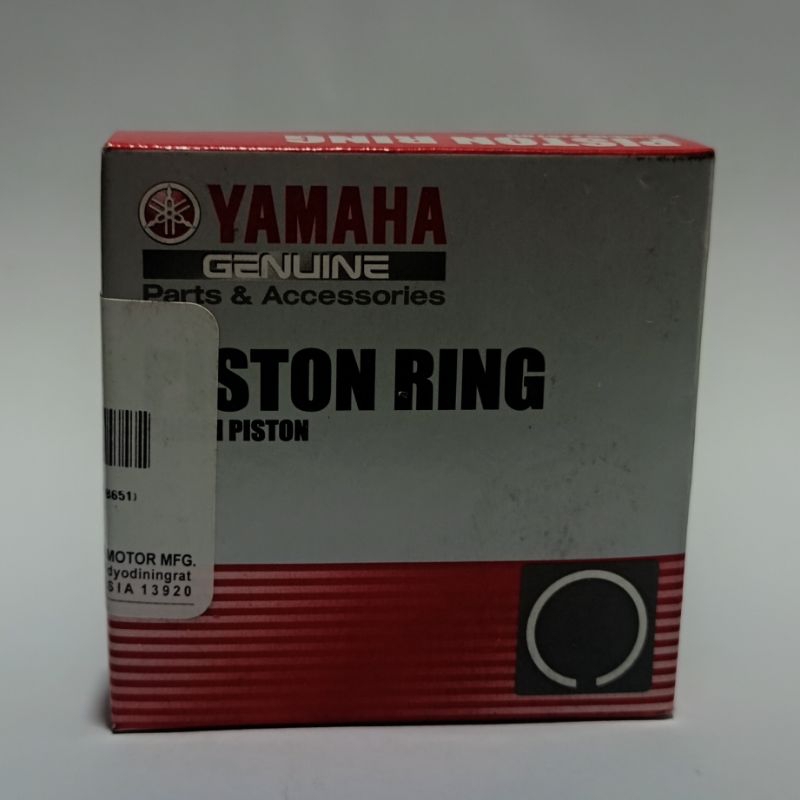 PISTON RING
YAMAHA
GENUINE
Parts & Accessories
STON RING
PISTON
8651)
MOTOR MFG.
dyodiningrat
SIA 13920